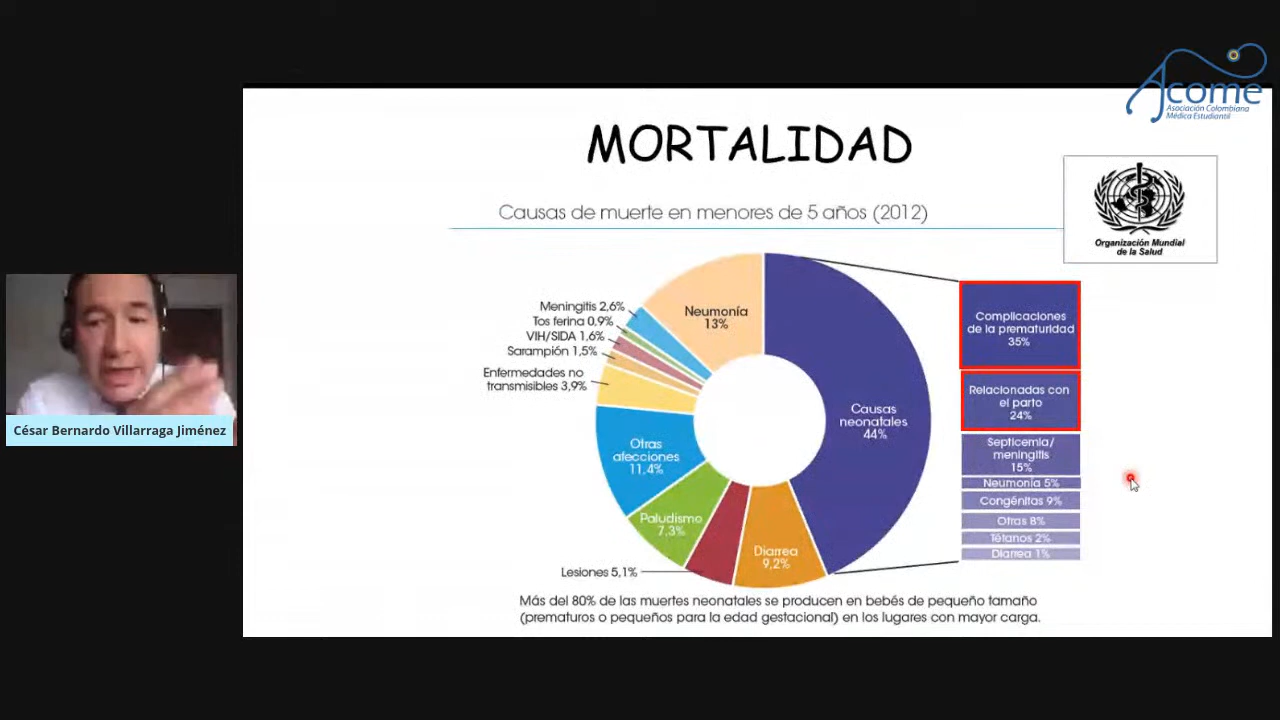 Acome
Asociación Colombiana
Médica Estudiantil
MORTALIDAD
Causas de muerte en menores de 5 años (2012)
Organización Mundial
de la Salud
Meningitis 2,6%
Tos ferina 0,9%
VIH/SIDA 1,6%
Sarampión 1,5%
Enfermedades no
transmisibles 3,9%
Neumonía
13%
Causas
neonatales
44%
Otras
afecciones
11,4%
Paludismo
7.3%
Lesiones 5,1%
Diarrea
9,2%
Complicaciones
de la prematuridad
35%
Relacionadas con
el parto
24%
Septicemia/
meningitis
15%
Neumonía 5%
Congénitas 9%
Otras 8%
Tétanos 2%
Diarrea 1%
Más del 80% de las muertes neonatales se producen en bebés de pequeño tamaño
(prematuros o pequeños para la edad gestacional) en los lugares con mayor carga.
César Bernardo Villarraga Jiménez